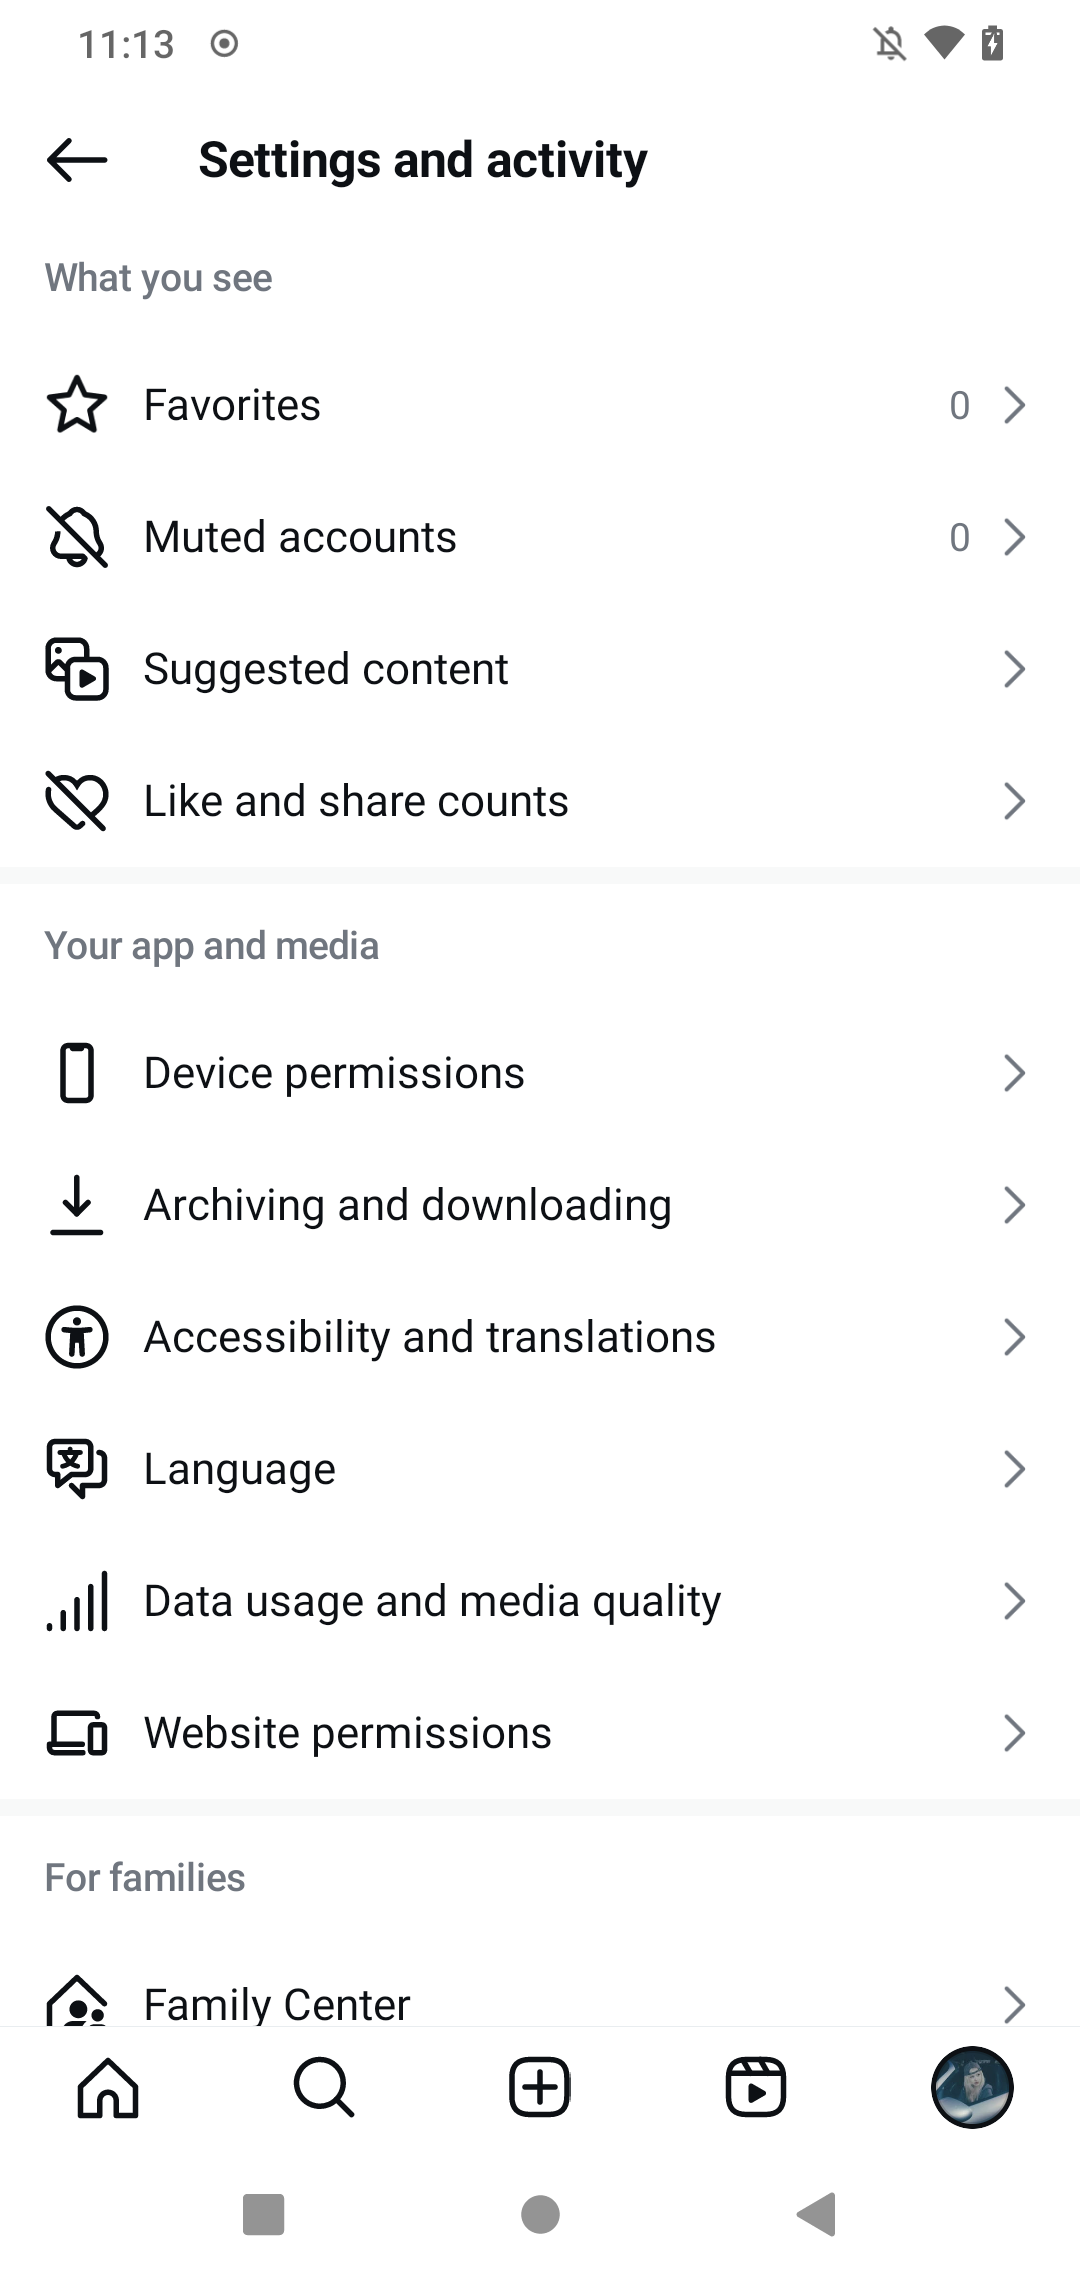 11:13
Settings and activity
What you see
Favorites 0
Muted accounts 0
Suggested content
Like and share counts
Your app and media
Device permissions
Archiving and downloading
Accessibility and translations
Language
Data usage and media quality
Website permissions
For families
Family Center